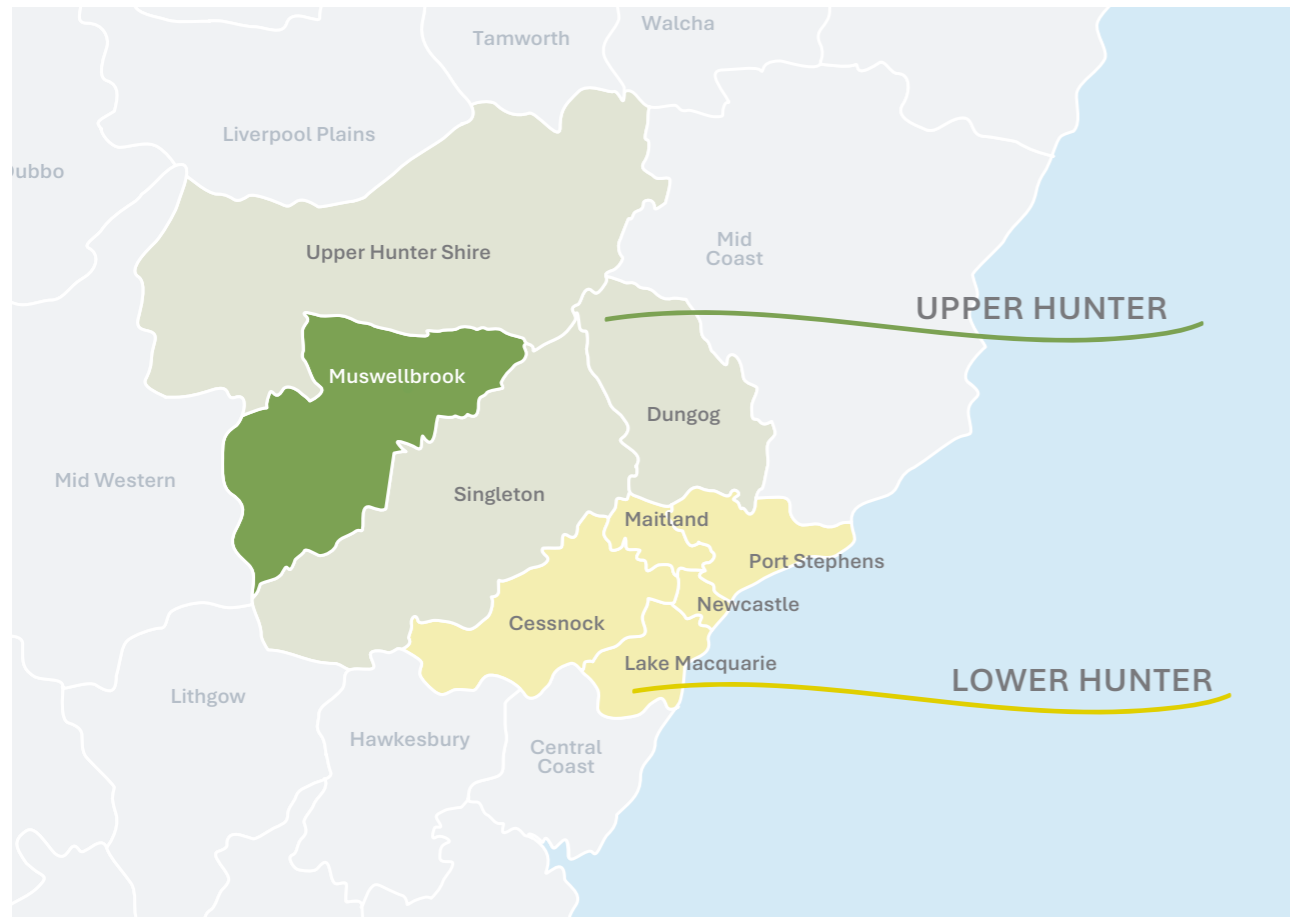 Walcha
Tamworth
Liverpool Plains
ubbo
Mid
Coast
Upper Hunter Shire
UPPER HUNTER
Muswellbrook
Dungog
Mid Western
Singleton
Maitland
Port Stephens
Newcastle
Cessnock
Lake Macquarie
LOWER HUNTER
Lithgow
Hawkesbury
Central
Coast